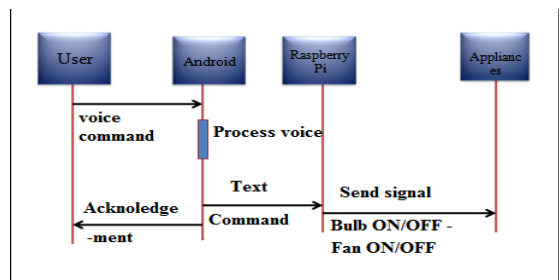 User
Android
Raspberry
Pi
Applianc
es
voice
command
Process voice
Text
Command
Send signal
Bulb ON/OFF -
Fan ON/OFF
Acknoledge
-ment